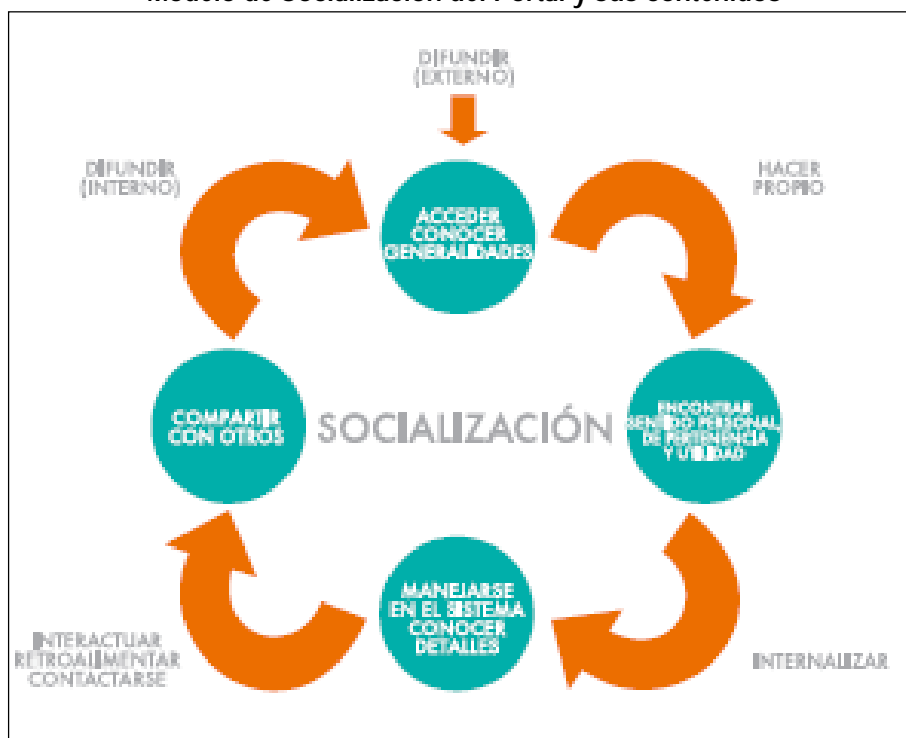 Modelo de Socialización del Portal y sus contenidos
DIFUNDIR
(EXTERNO)
DIFUNDIR
(INTERNO)
HACER
PROPIO
ACCEDER
CONOCER
GENERALIDADES
COMPARTIR
CON OTROS
SOCIALIZACIÓN
ENCONTRAR
SENTIDO PERSONAL,
DE PERTENENCIA
Y UTILIDAD
MANEJARSE
EN EL SISTEMA
CONOCER
DETALLES
INTERACTUAR
RETROALIMENTAR
CONTACTARSE
INTERNALIZAR